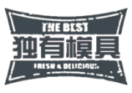 THE BEST
独有模具
FRESH & DELICIOUS